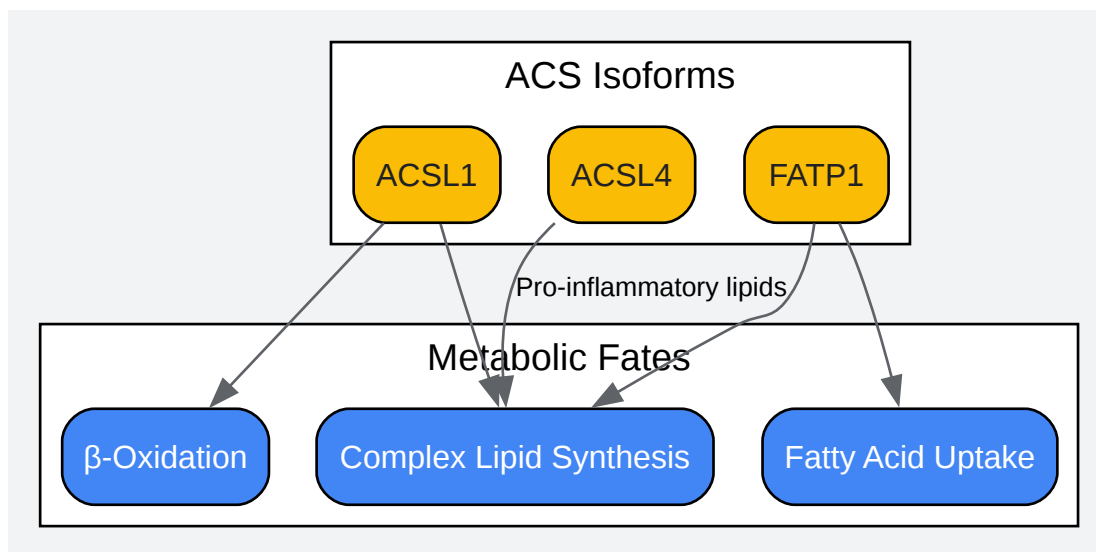 ACS Isoforms
ACSL1
ACSL4
FATP1
Pro-inflammatory lipids
Metabolic Fates
β-Oxidation
Complex Lipid Synthesis
Fatty Acid Uptake